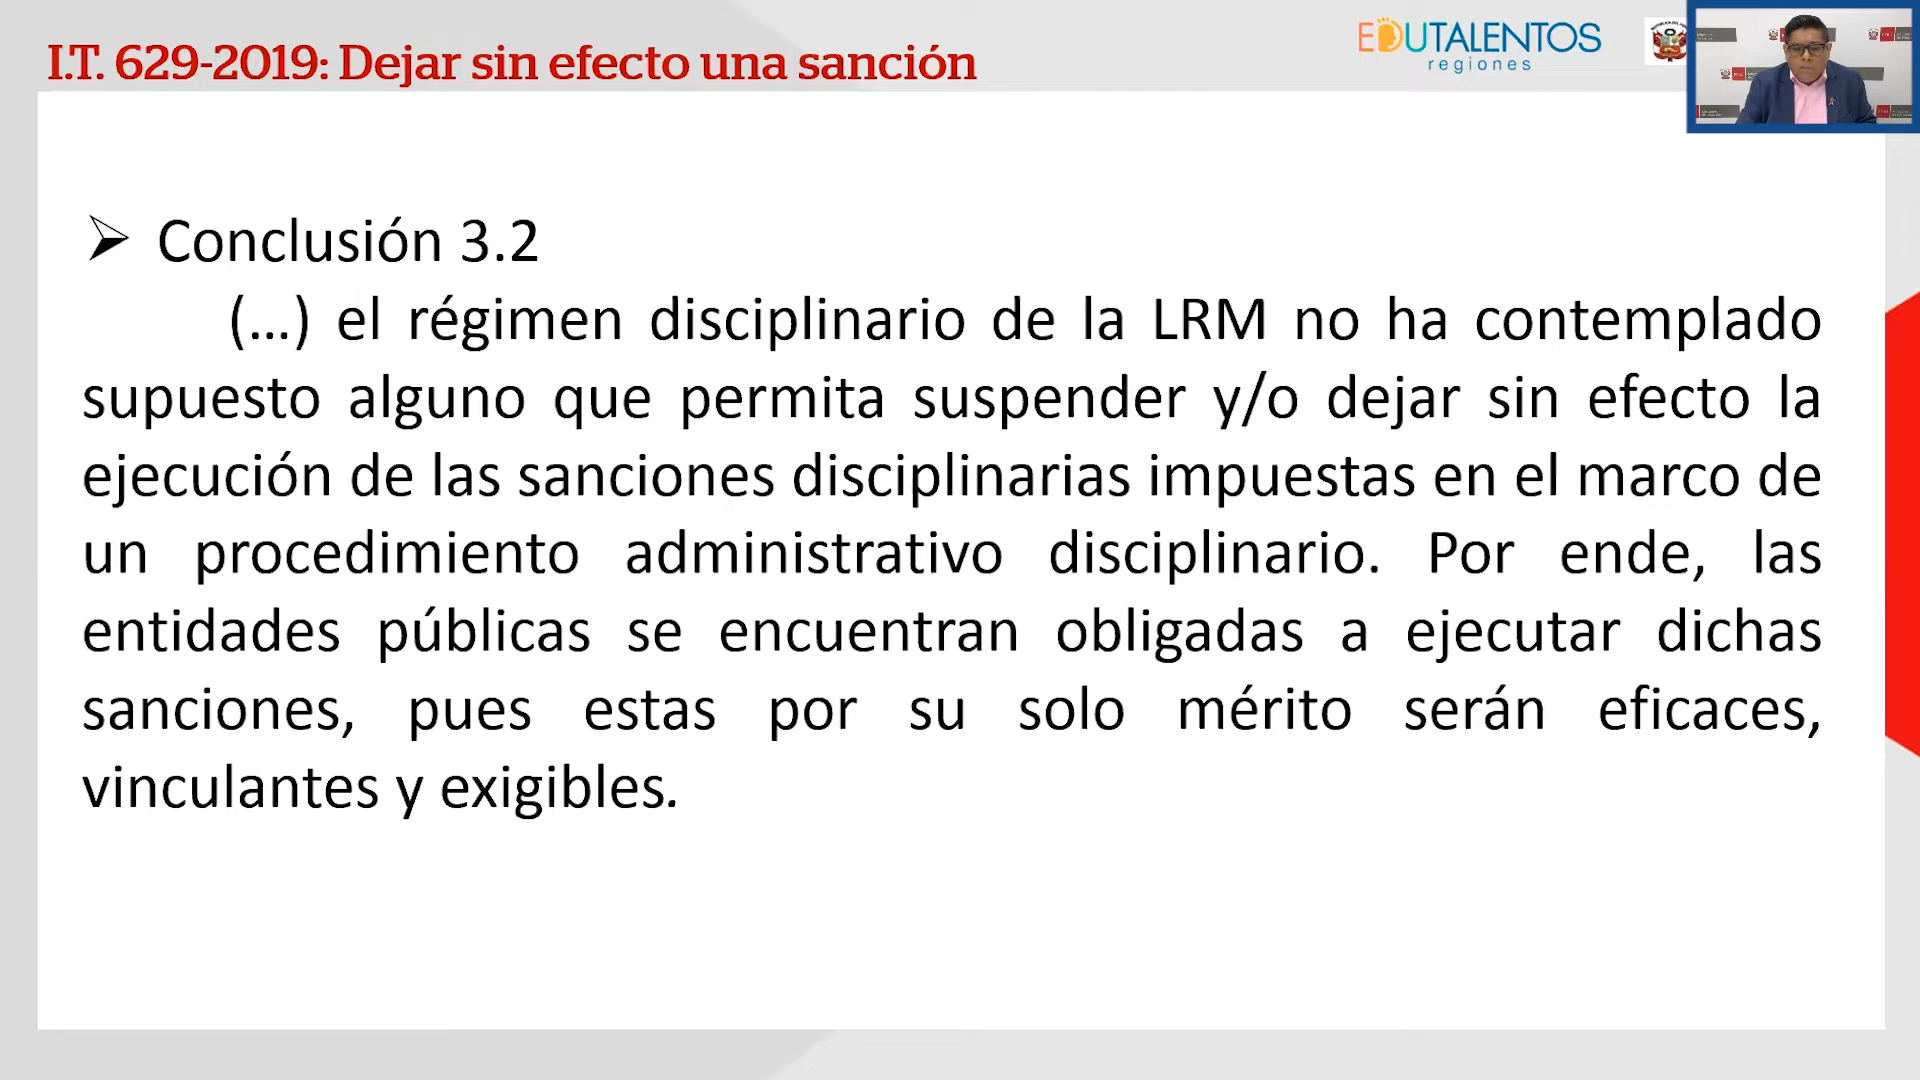 I.T. 629-2019: Dejar sin efecto una sanción
EDUTALENTOS
regiones
Conclusión 3.2
(...) el régimen disciplinario de la LRM no ha contemplado
supuesto alguno que permita suspender y/o dejar sin efecto la
ejecución de las sanciones disciplinarias impuestas en el marco de
un procedimiento administrativo disciplinario. Por ende, las
entidades públicas se encuentran obligadas a ejecutar dichas
sanciones, pues estas por su solo mérito serán eficaces,
vinculantes y exigibles.